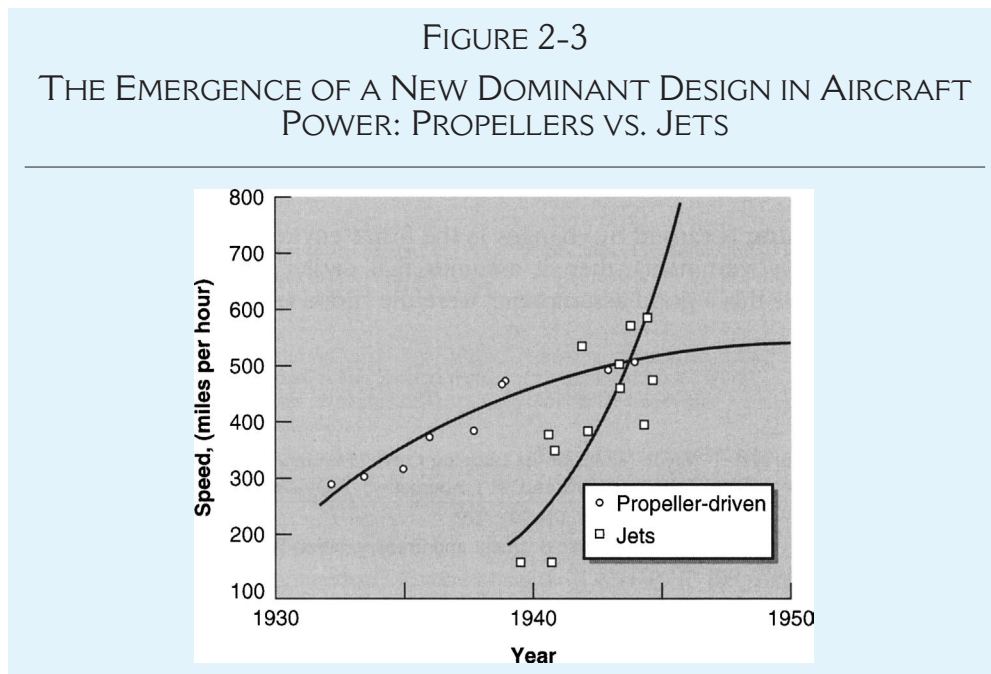 FIGURE 2-3
THE EMERGENCE OF A NEW DOMINANT DESIGN IN AIRCRAFT
POWER: PROPELLERS VS. JETS
800
700
600
500
400
300
200
100
Speed, (miles per hour)
Propeller-driven
Jets
1930
1940
1950
Year